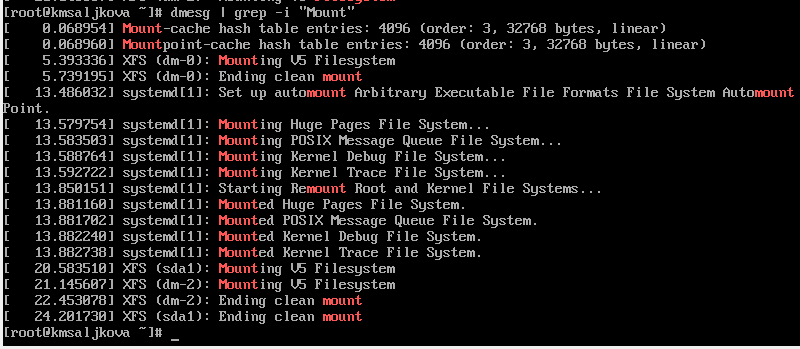 [root@kmsaljkova ~]# dmesg | grep -i "Mount"
[    0.068954] Mount-cache hash table entries: 4096 (order: 3, 32768 bytes, linear)
[    0.068960] Mountpoint-cache hash table entries: 4096 (order: 3, 32768 bytes, linear)
[    5.393336] XFS (dm-0): Mounting V5 Filesystem
[    5.739195] XFS (dm-0): Ending clean mount
[   13.486032] systemd[1]: Set up automount Arbitrary Executable File Formats File System Automount
Point.
[   13.579754] systemd[1]: Mounting Huge Pages File System...
[   13.583503] systemd[1]: Mounting POSIX Message Queue File System...
[   13.588764] systemd[1]: Mounting Kernel Debug File System...
[   13.592722] systemd[1]: Mounting Kernel Trace File System...
[   13.850151] systemd[1]: Starting Remount Root and Kernel File Systems...
[   13.881160] systemd[1]: Mounted Huge Pages File System.
[   13.881702] systemd[1]: Mounted POSIX Message Queue File System.
[   13.882240] systemd[1]: Mounted Kernel Debug File System.
[   13.882738] systemd[1]: Mounted Kernel Trace File System.
[   20.583510] XFS (sda1): Mounting V5 Filesystem
[   21.145607] XFS (dm-2): Mounting V5 Filesystem
[   22.453078] XFS (dm-2): Ending clean mount
[   24.201730] XFS (sda1): Ending clean mount
[root@kmsaljkova ~]# _